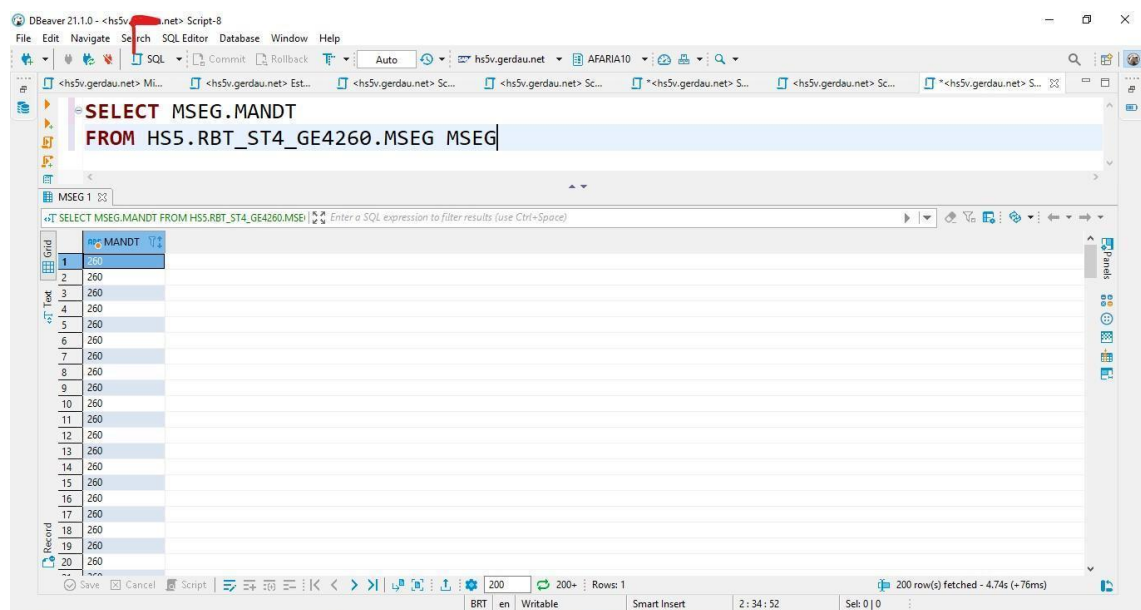 DBeaver 21.1.0 - <hs5v. .net> Script-8
File Edit Navigate Search SQL Editor Database Window Help
SQL Commit Rollback Auto hs5v.gerdau.net AFARIA10
<hs5v.gerdau.net> Mi... <hs5v.gerdau.net> Est... <hs5v.gerdau.net> Sc... <hs5v.gerdau.net> Sc... *<hs5v.gerdau.net> S... <hs5v.gerdau.net> Sc... *<hs5v.gerdau.net> S...
SELECT MSEG.MANDT
FROM HS5.RBT_ST4_GE4260.MSEG MSEG
MSEG 1
SELECT MSEG.MANDT FROM HS5.RBT_ST4_GE4260.MSE Enter a SQL expression to filter results (use Ctrl+Space)
Grid
Text
Record
Panels
ABC MANDT
1 260
2 260
3 260
4 260
5 260
6 260
7 260
8 260
9 260
10 260
11 260
12 260
13 260
14 260
15 260
16 260
17 260
18 260
19 260
20 260
Save Cancel Script 200 200+ Rows: 1 200 row(s) fetched - 4.74s (+76ms)
BRT en Writable Smart Insert 2 : 34 : 52 Sel: 0 | 0